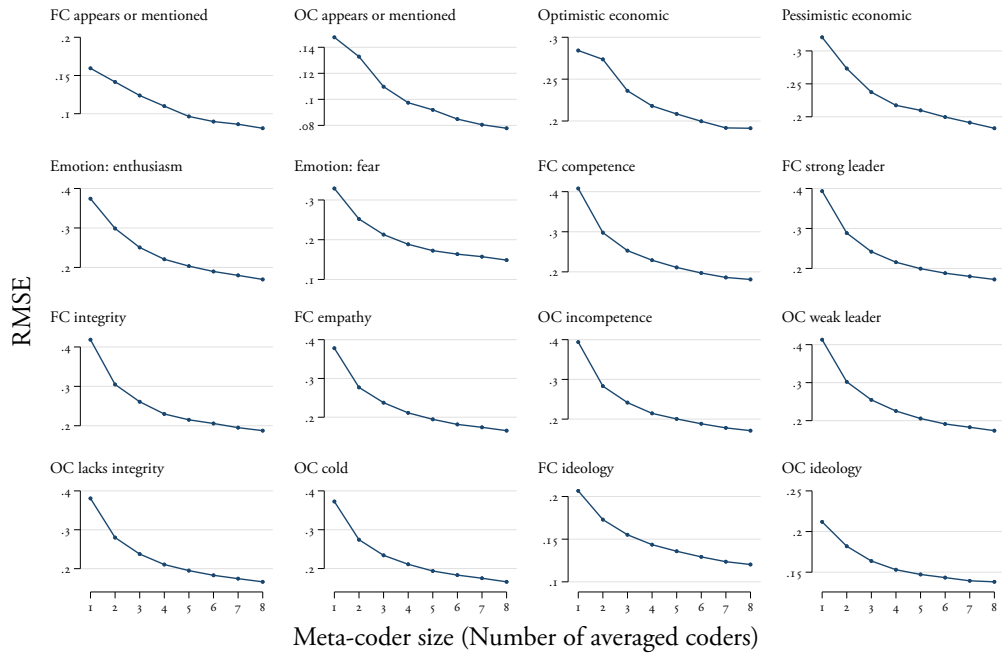 FC appears or mentioned
OC appears or mentioned
Optimistic economic
Pessimistic economic
.2
.15
.1
.14
.12
.1
.08
.3
.25
.2
.3
.25
.2
Emotion: enthusiasm
Emotion: fear
FC competence
FC strong leader
.4
.3
.2
.3
.2
.1
.4
.3
.2
.4
.3
.2
RMSE
FC integrity
FC empathy
OC incompetence
OC weak leader
.4
.3
.2
.4
.3
.2
.4
.3
.2
.4
.3
.2
OC lacks integrity
OC cold
FC ideology
OC ideology
.4
.3
.2
.4
.3
.2
.2
.15
.1
.25
.2
.15
1 2 3 4 5 6 7 8
1 2 3 4 5 6 7 8
1 2 3 4 5 6 7 8
1 2 3 4 5 6 7 8
Meta-coder size (Number of averaged coders)